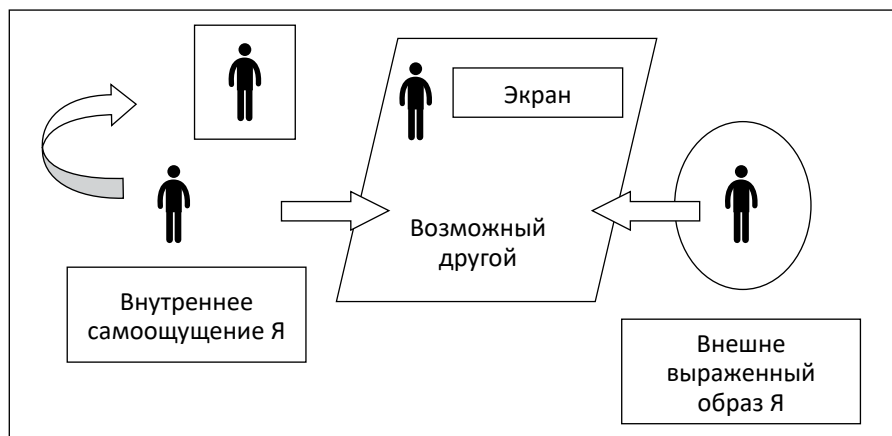 Экран
Возможный
другой
Внутреннее
самоощущение Я
Внешне
выраженный
образ Я